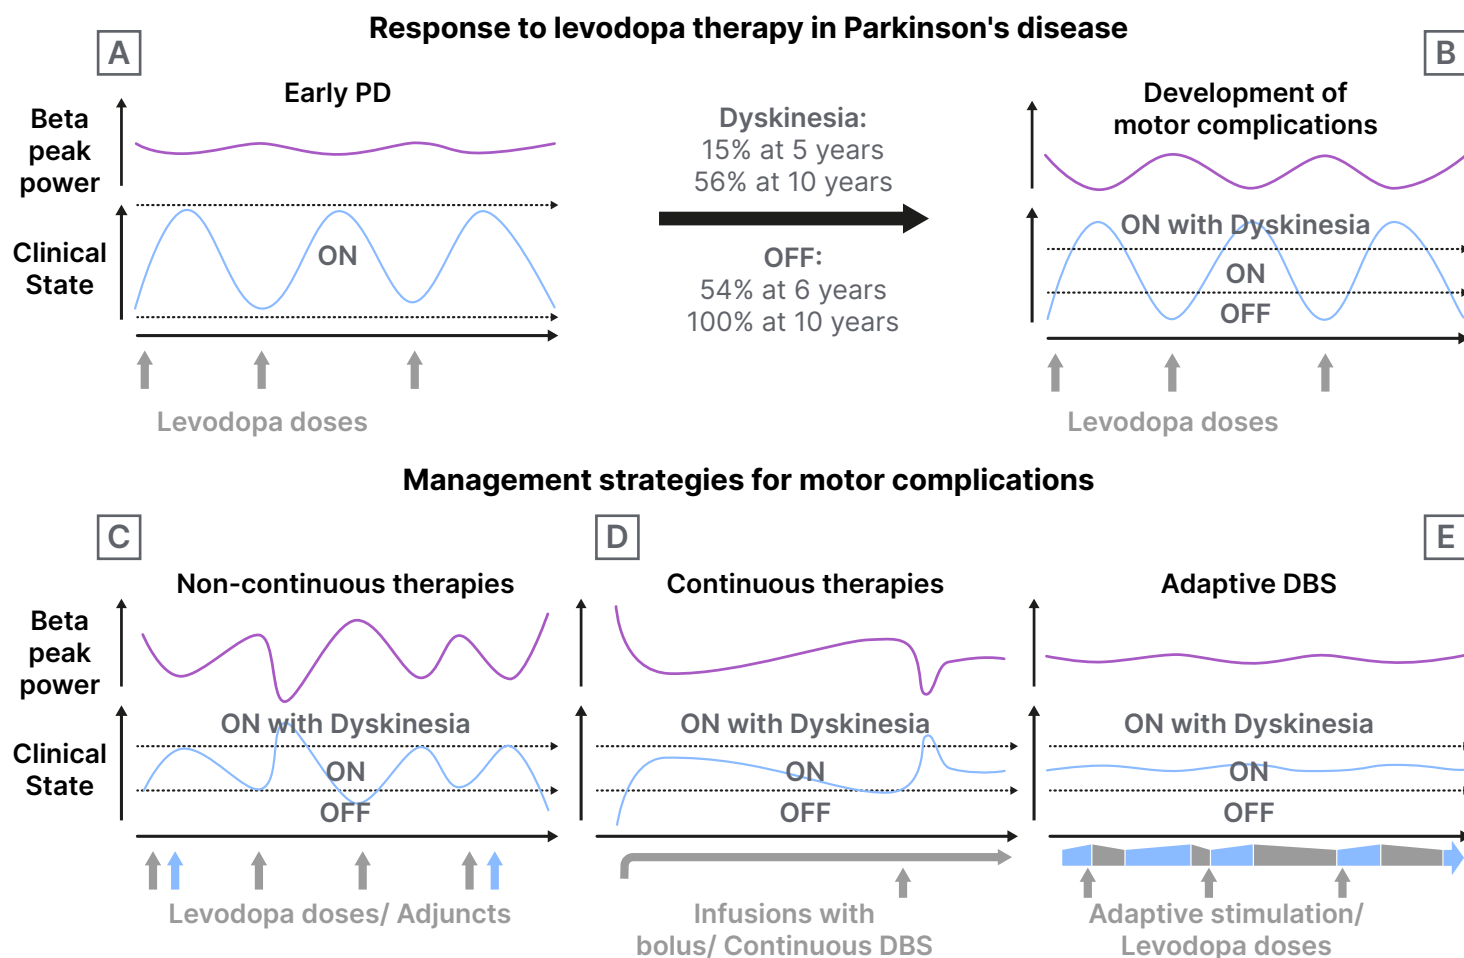 Response to levodopa therapy in Parkinson's disease
A
B
Early PD
Beta
peak
power
Clinical
State
ON
Levodopa doses
Dyskinesia:
15% at 5 years
56% at 10 years
OFF:
54% at 6 years
100% at 10 years
Development of
motor complications
ON with Dyskinesia
ON
OFF
Levodopa doses
Management strategies for motor complications
C
D
E
Non-continuous therapies
Beta
peak
power
Clinical
State
ON with Dyskinesia
ON
OFF
Levodopa doses/ Adjuncts
Continuous therapies
ON with Dyskinesia
ON
OFF
Infusions with
bolus/ Continuous DBS
Adaptive DBS
ON with Dyskinesia
ON
OFF
Adaptive stimulation/
Levodopa doses